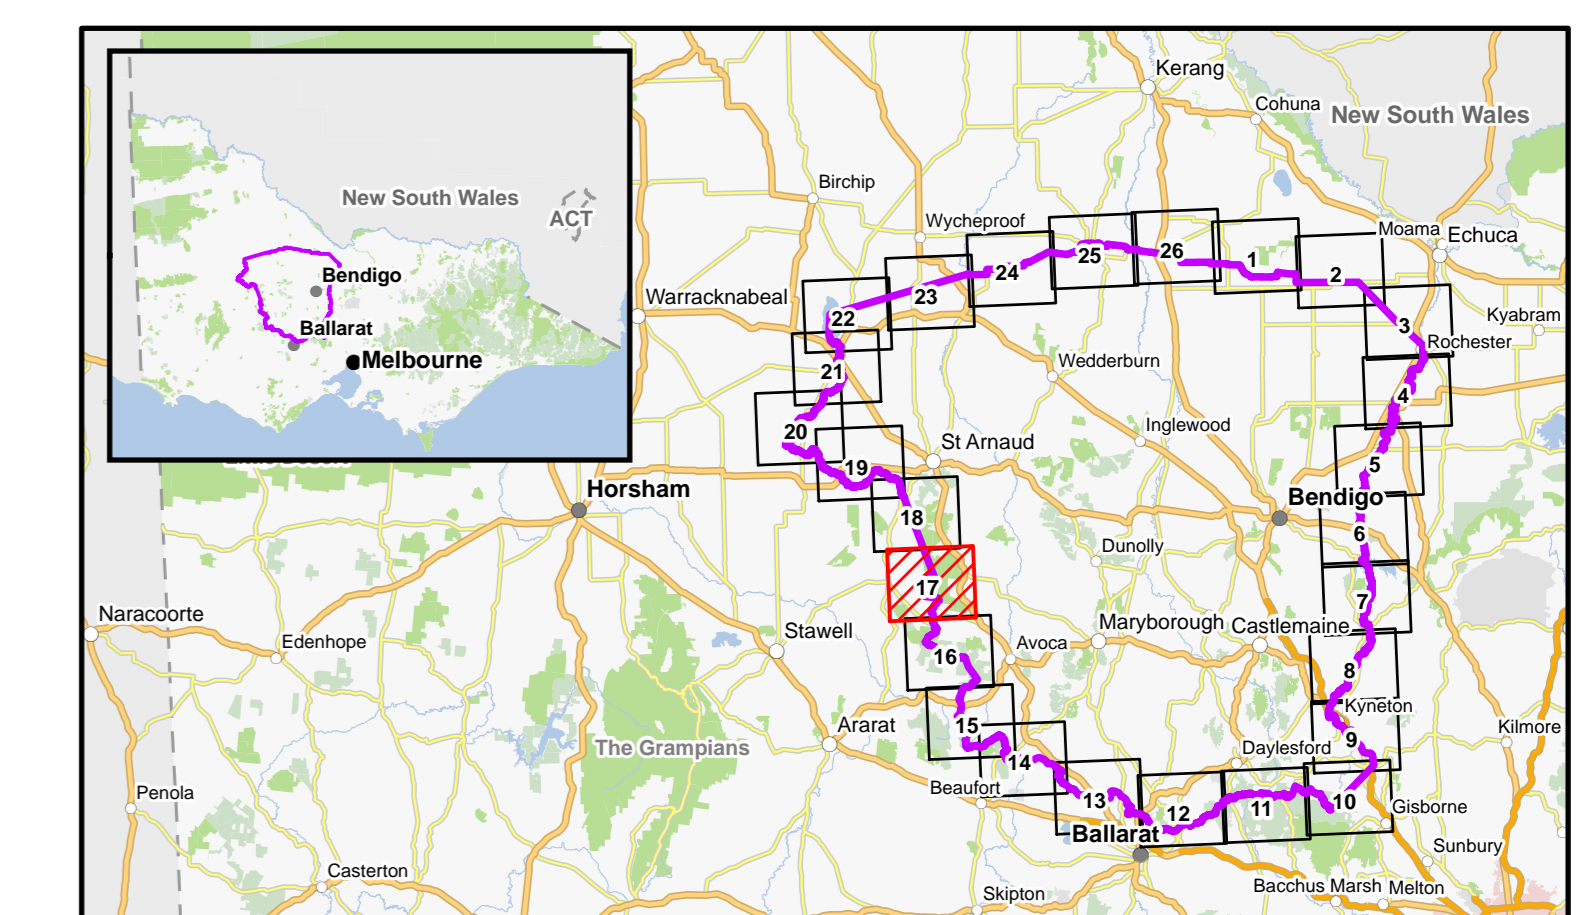 New South Wales
ACT
Bendigo
Ballarat
Melbourne
Kerang
Cohuna
New South Wales
Birchip
Wycheproof
Moama
Echuca
26
1
25
2
24
23
Warracknabeal
22
3
Kyabram
Rochester
Wedderburn
21
4
20
Inglewood
St Arnaud
19
5
Horsham
Bendigo
18
6
Dunolly
17
7
Naracoorte
Edenhope
Stawell
Avoca
Maryborough
Castlemaine
16
8
Kyneton
Ararat
15
Kilmore
The Grampians
9
Daylesford
14
Beaufort
Penola
13
12
11
10
Gisborne
Ballarat
Sunbury
Casterton
Skipton
Bacchus Marsh
Melton